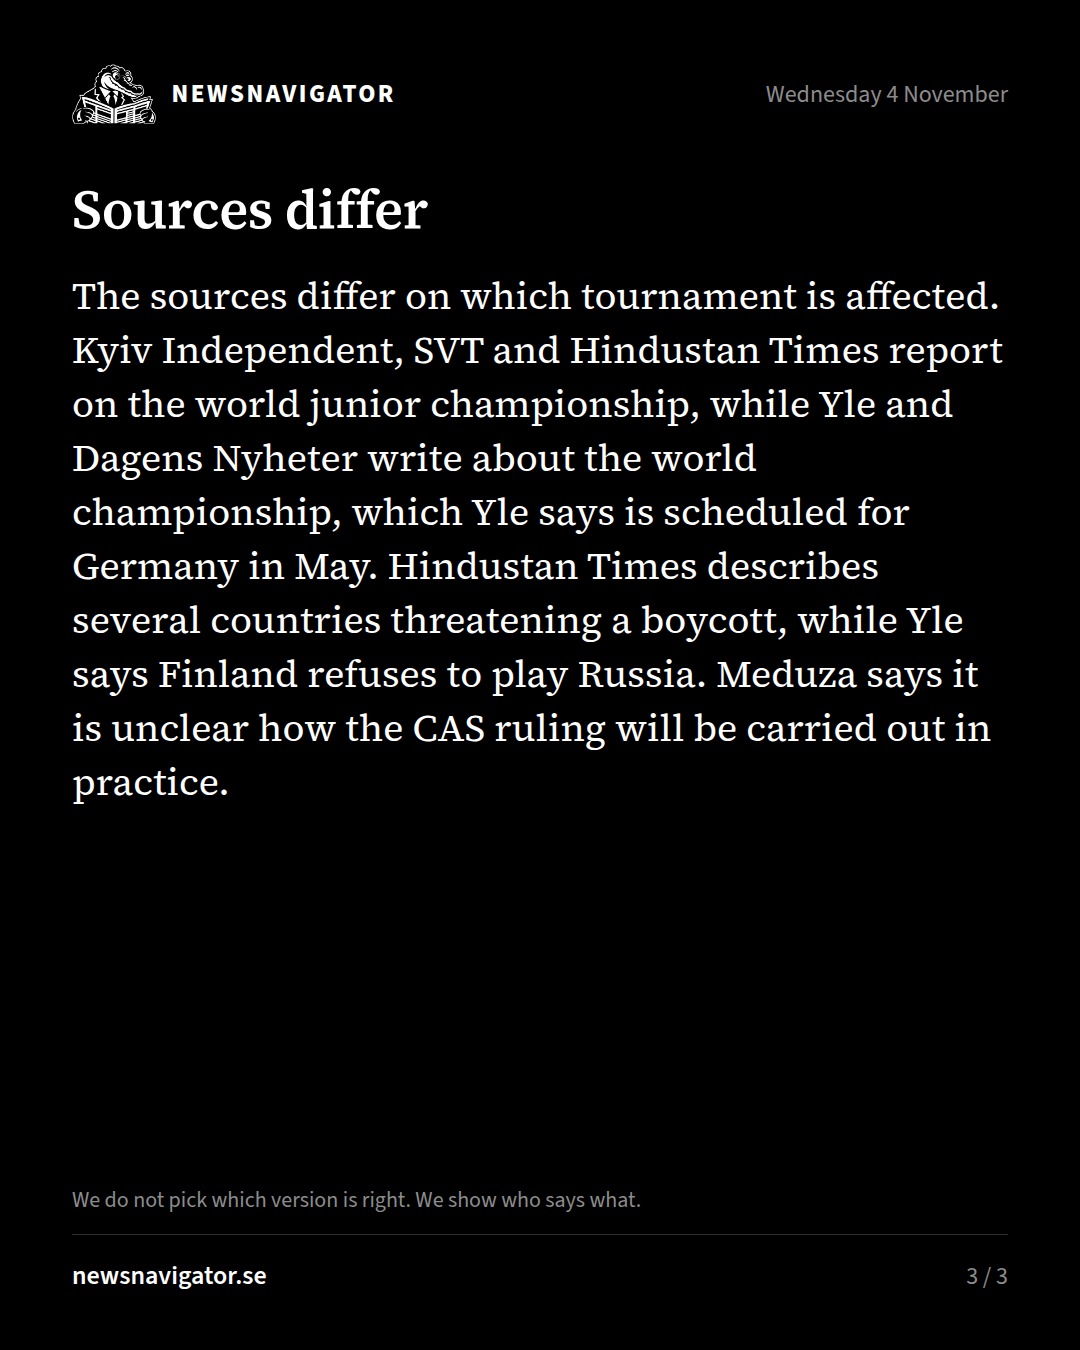 NEWSNAVIGATOR
Wednesday 4 November
Sources differ
The sources differ on which tournament is affected.
Kyiv Independent, SVT and Hindustan Times report
on the world junior championship, while Yle and
Dagens Nyheter write about the world
championship, which Yle says is scheduled for
Germany in May. Hindustan Times describes
several countries threatening a boycott, while Yle
says Finland refuses to play Russia. Meduza says it
is unclear how the CAS ruling will be carried out in
practice.
We do not pick which version is right. We show who says what.
newsnavigator.se
3 / 3